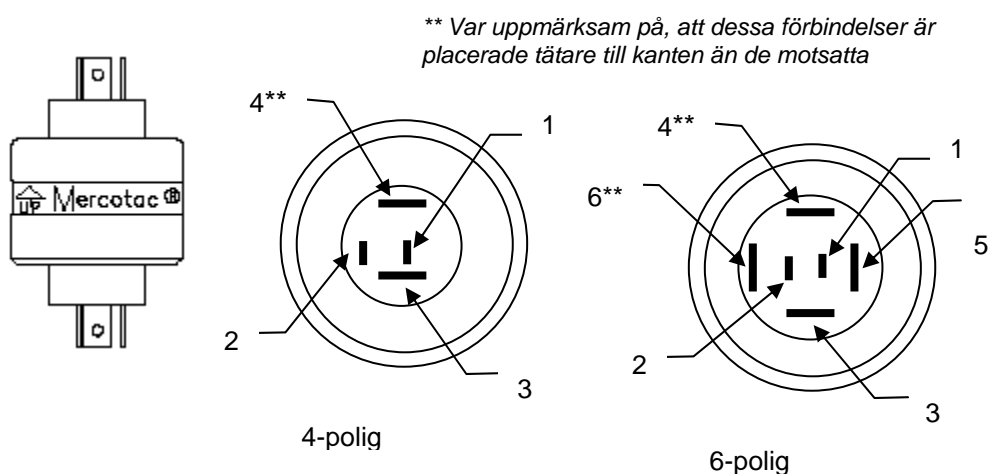 ** Var uppmärksam på, att dessa förbindelser är
placerade tätare till kanten än de motsatta
UP Mercotac ®
4**
1
2
3
4-polig
4**
1
6**
5
2
3
6-polig